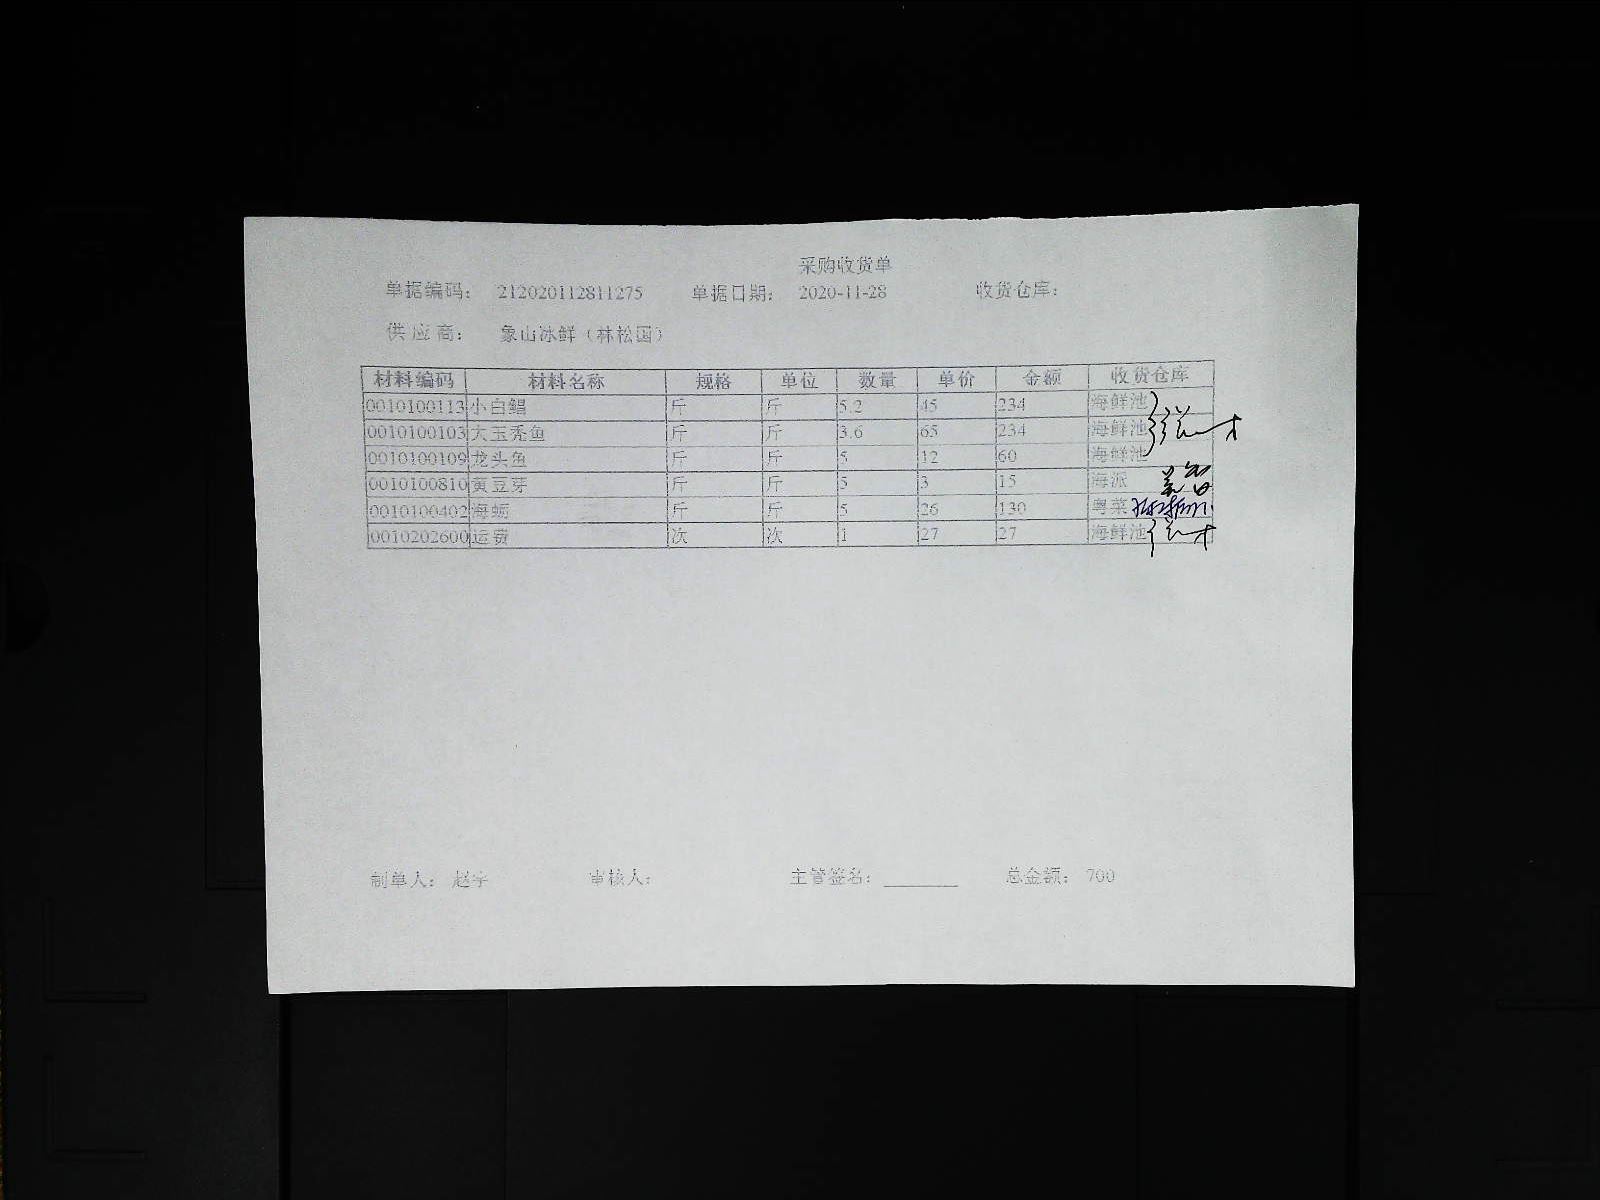 采购收货单
单据编码： 212020112811275 单据日期： 2020-11-28 收货仓库：
供 应 商： 象山冰鲜（林松国）
材料编码 材料名称 规格 单位 数量 单价 金额 收货仓库
0010100113 小白鲳 斤 斤 5.2 45 234 海鲜池
0010100103 大玉秃鱼 斤 斤 3.6 65 234 海鲜池
0010100109 龙头鱼 斤 斤 5 12 60 海鲜池
0010100810 黄豆芽 斤 斤 5 3 15 海派
0010100402 海蛎 斤 斤 5 26 130 粤菜
0010202600 运费 次 次 1 27 27 海鲜池
制单人： 赵宇 审核人： 主管签名： 总金额： 700